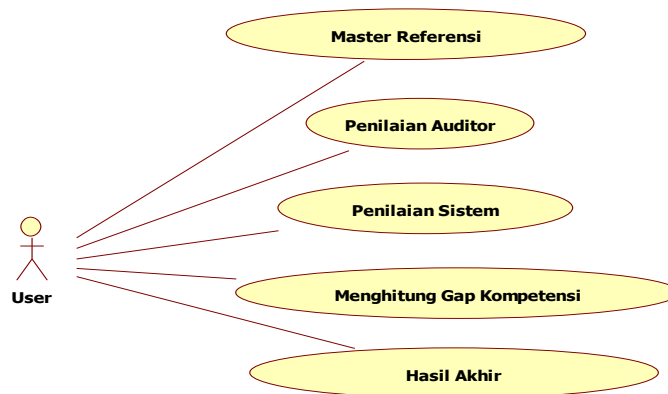 Master Referensi
Penilaian Auditor
Penilaian Sistem
User
Menghitung Gap Kompetensi
Hasil Akhir